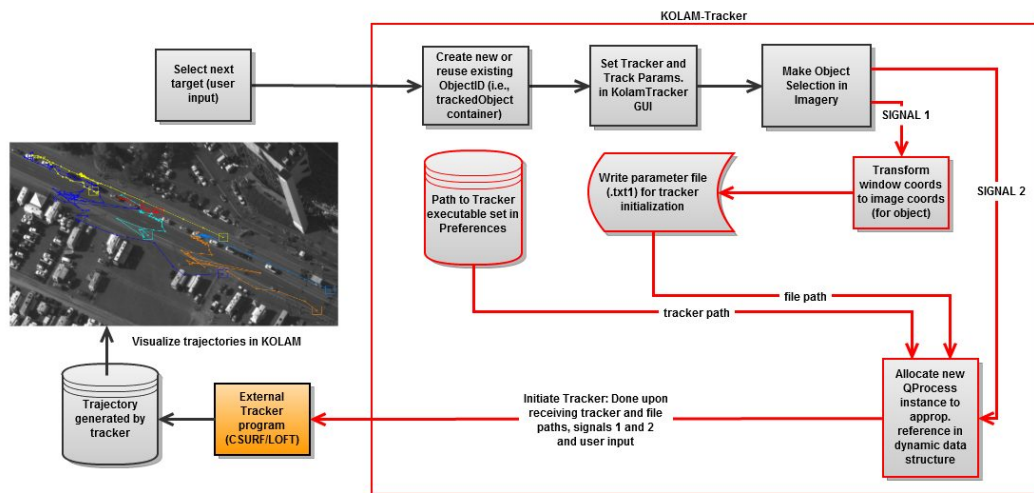 KOLAM-Tracker
Select next
target (user
input)
Create new or
reuse existing
ObjectID (i.e.,
trackedObject
container)
Set Tracker and
Track Params.
in KolamTracker
GUI
Make Object
Selection in
Imagery
SIGNAL 1
SIGNAL 2
Transform
window coords
to image coords
(for object)
Write parameter file
(.txt1) for tracker
initialization
Path to Tracker
executable set in
Preferences
file path
tracker path
Visualize trajectories in KOLAM
Trajectory
generated by
tracker
External
Tracker
program
(CSURF/LOFT)
Initiate Tracker: Done upon
receiving tracker and file
paths, signals 1 and 2
and user input
Allocate new
QProcess
instance to
approp.
reference in
dynamic data
structure